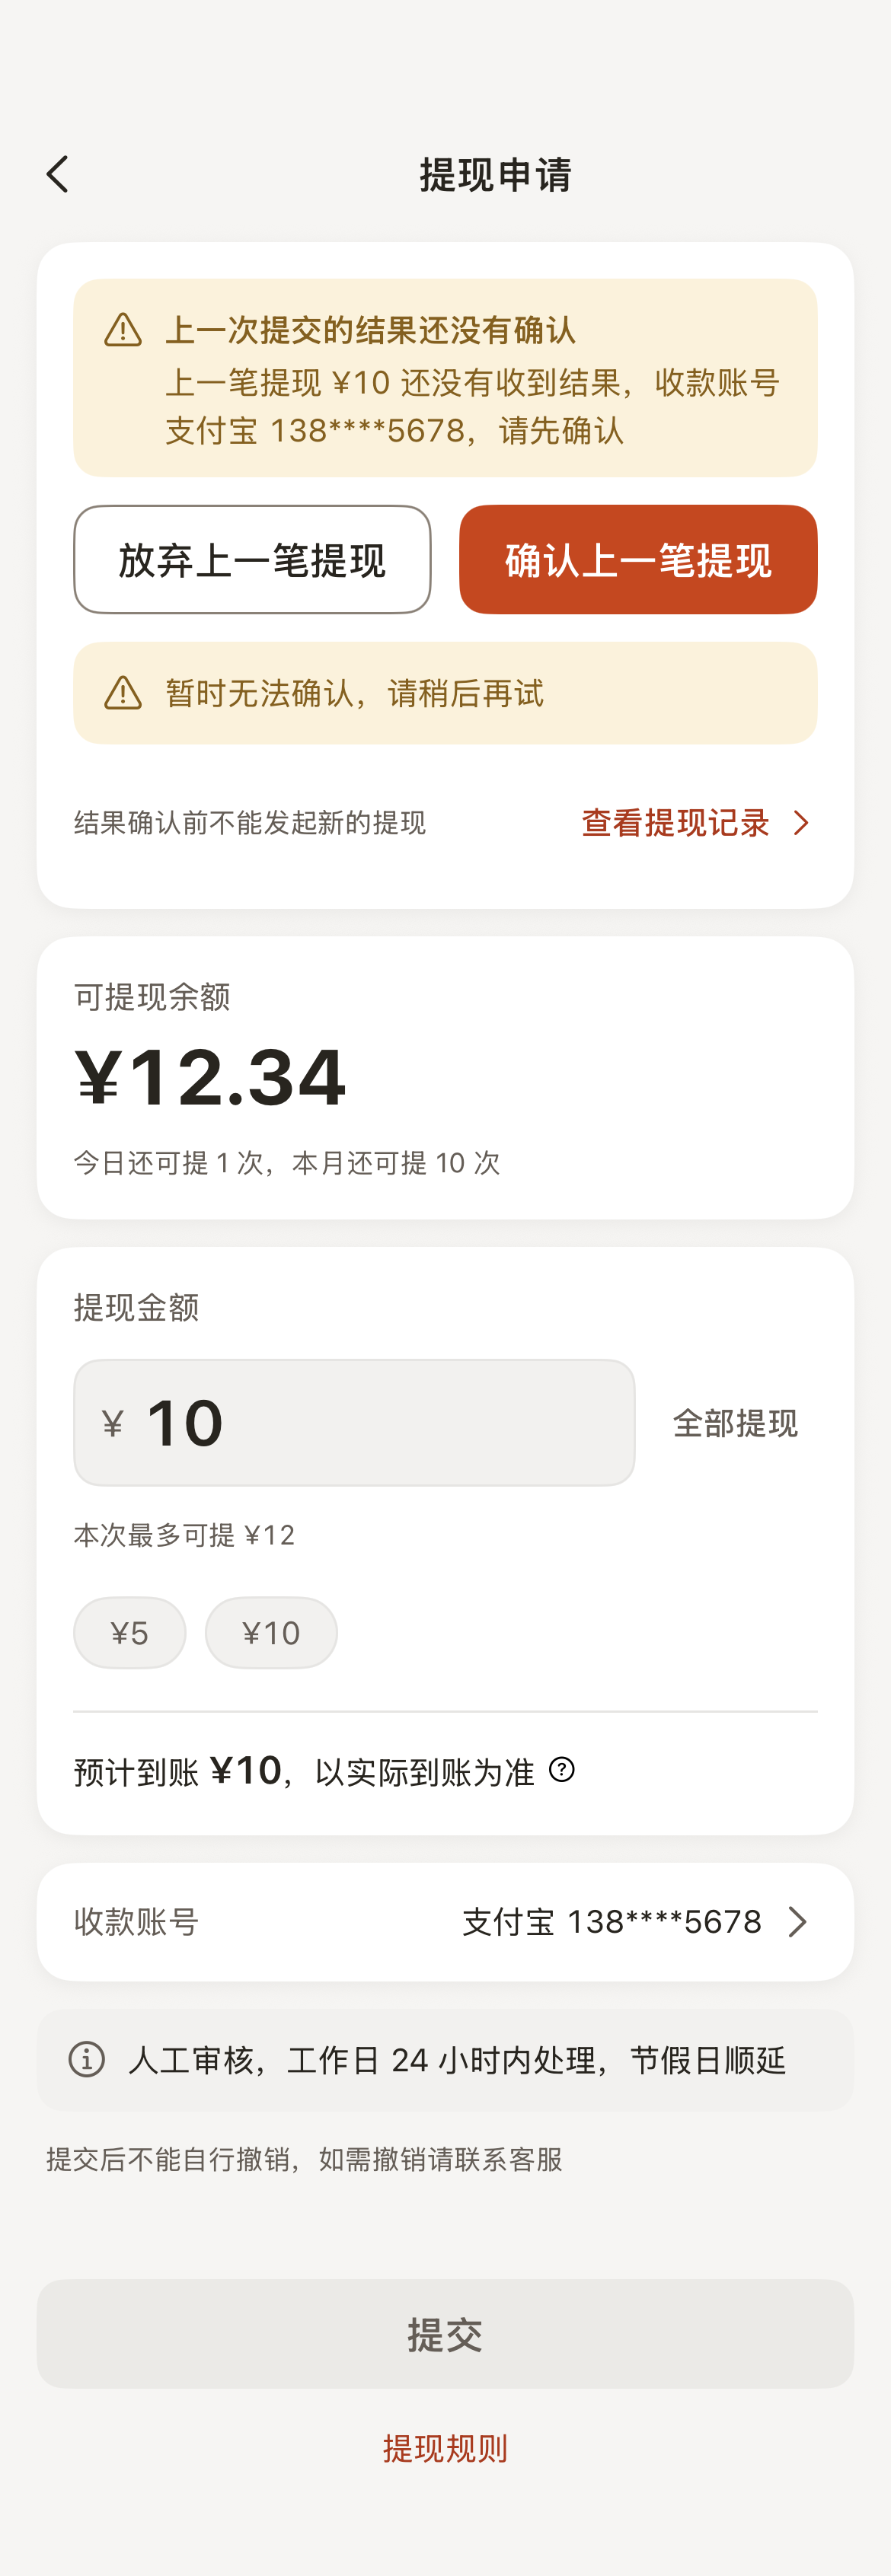 提现申请
上一次提交的结果还没有确认
上一笔提现 ¥10 还没有收到结果，收款账号
支付宝 138****5678，请先确认
放弃上一笔提现
确认上一笔提现
暂时无法确认，请稍后再试
结果确认前不能发起新的提现
查看提现记录
可提现余额
¥12.34
今日还可提 1 次，本月还可提 10 次
提现金额
¥ 10
全部提现
本次最多可提 ¥12
¥5
¥10
预计到账 ¥10，以实际到账为准
收款账号
支付宝 138****5678
人工审核，工作日 24 小时内处理，节假日顺延
提交后不能自行撤销，如需撤销请联系客服
提交
提现规则